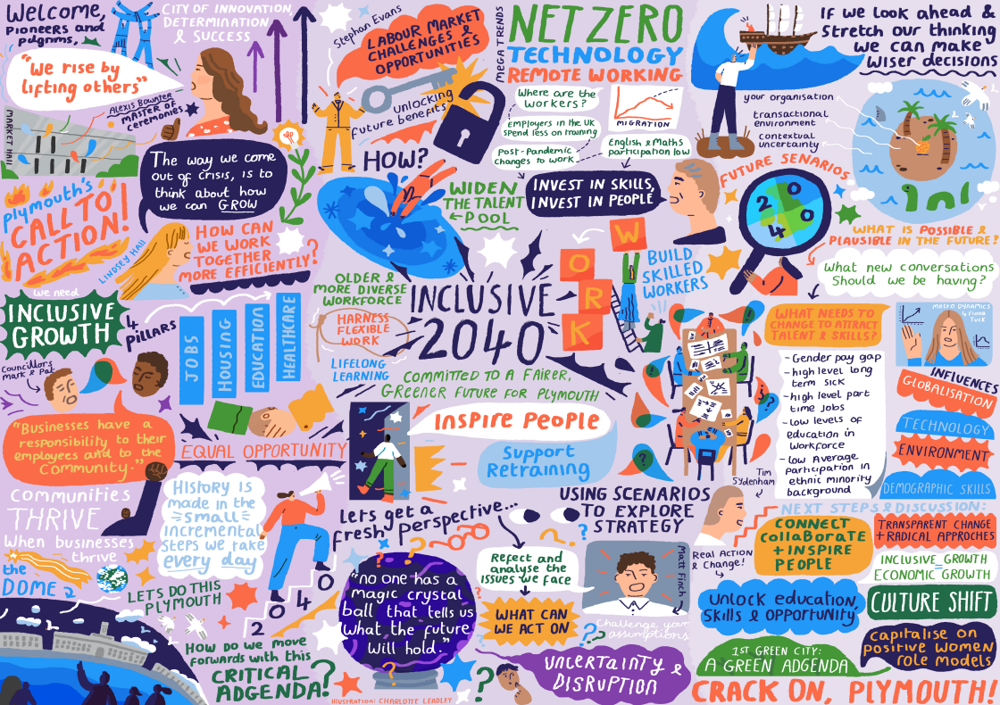 Welcome,
Pioneers and
pilgrims,
CITY OF INNOVATION,
DETERMINATION
& SUCCESS
"We rise by
lifting others"
ALEXIS BOWATER
MASTER OF
CEREMONIES
MARKET HALL
The way we come
out of crisis, is to
think about how
we can GROW
Plymouth's
CALL TO
ACTION!
LINDSEY HALL
HOW CAN
WE WORK
TOGETHER
MORE EFFICIENTLY?
we need
INCLUSIVE
GROWTH
4
PILLARS
JOBS
HOUSING
EDUCATION
HEALTHCARE
Councillors
Mark & Pat
"Businesses have a
responsibility to their
employees and to the
Community."
EQUAL OPPORTUNITY
Communities
THRIVE
When businesses
thrive
the
DOME 2
HISTORY IS
made in the
small
incremental
steps we take
every day
LET'S DO THIS
PLYMOUTH
2 0 4 0
HOW DO WE MOVE
forwards with this
CRITICAL
ADGENDA?
Stephan Evans
LABOUR MARKET
CHALLENGES &
OPPORTUNITIES
Unlocking
future benefits
HOW?
MEGA TRENDS
NET ZERO
TECHNOLOGY
REMOTE WORKING
Where are the
workers?
Employers in the UK
spend less on training
Post-Pandemic
changes to work
MIGRATION
English & Maths
participation low
WIDEN
THE TALENT
POOL
INVEST IN SKILLS,
INVEST IN PEOPLE
OLDER &
MORE DIVERSE
WORKFORCE
HARNESS
FLEXIBLE
WORK
LIFELONG
LEARNING
INCLUSIVE
2040
COMMITTED TO A FAIRER,
GREENER FUTURE FOR PLYMOUTH
W
O
R
K
BUILD
SKILLED
WORKERS
INSPIRE PEOPLE
Support
Retraining
Lets get a
fresh perspective...
USING SCENARIOS
TO EXPLORE
STRATEGY
"no one has a
magic crystal
ball that tells us
what the future
will hold."
Refect and
analyse the
issues we face
WHAT CAN
WE ACT ON
Matt Finch
Challenge your
assumptions
UNCERTAINTY &
DISRUPTION
ILLUSTRATION: CHARLOTTE LEADLEY
IF WE LOOK AHEAD &
Stretch our thinking
we can make
wiser decisions
your organisation
transactional
environment
Contextual
uncertainty
FUTURE SENARIOS
2 0
4 0
WHAT IS POSSIBLE &
PLAUSIBLE IN THE FUTURE?
What new conversations
Should we be having?
WHAT NEEDS TO
CHANGE TO ATTRACT
TALENT & SKILLS?
- Gender pay gap
- high level long
term sick
- high level part
time jobs
- low levels of
education in
workforce
- low Average
participation in
ethnic minority
background
MACRO DYNAMICS
Fiona
Tuck
INFLUENCES
GLOBALISATION
TECHNOLOGY
ENVIRONMENT
DEMOGRAPHIC SKILLS
Tim
Sydenham
Real Action
& Change!
NEXT STEPS & DISCUSSION:
CONNECT
collaboRATE
+ INSPIRE
PEOPLE
TRANSPARENT CHANGE
+ RADICAL APPROCHES
INCLUSIVE GROWTH
=
ECONOMIC GROWTH
Unlock education,
Skills & opportunity
CULTURE SHIFT
1ST GREEN CITY:
A GREEN ADGENDA
Capitalise on
positive women
role models
CRACK ON, PLYMOUTH!